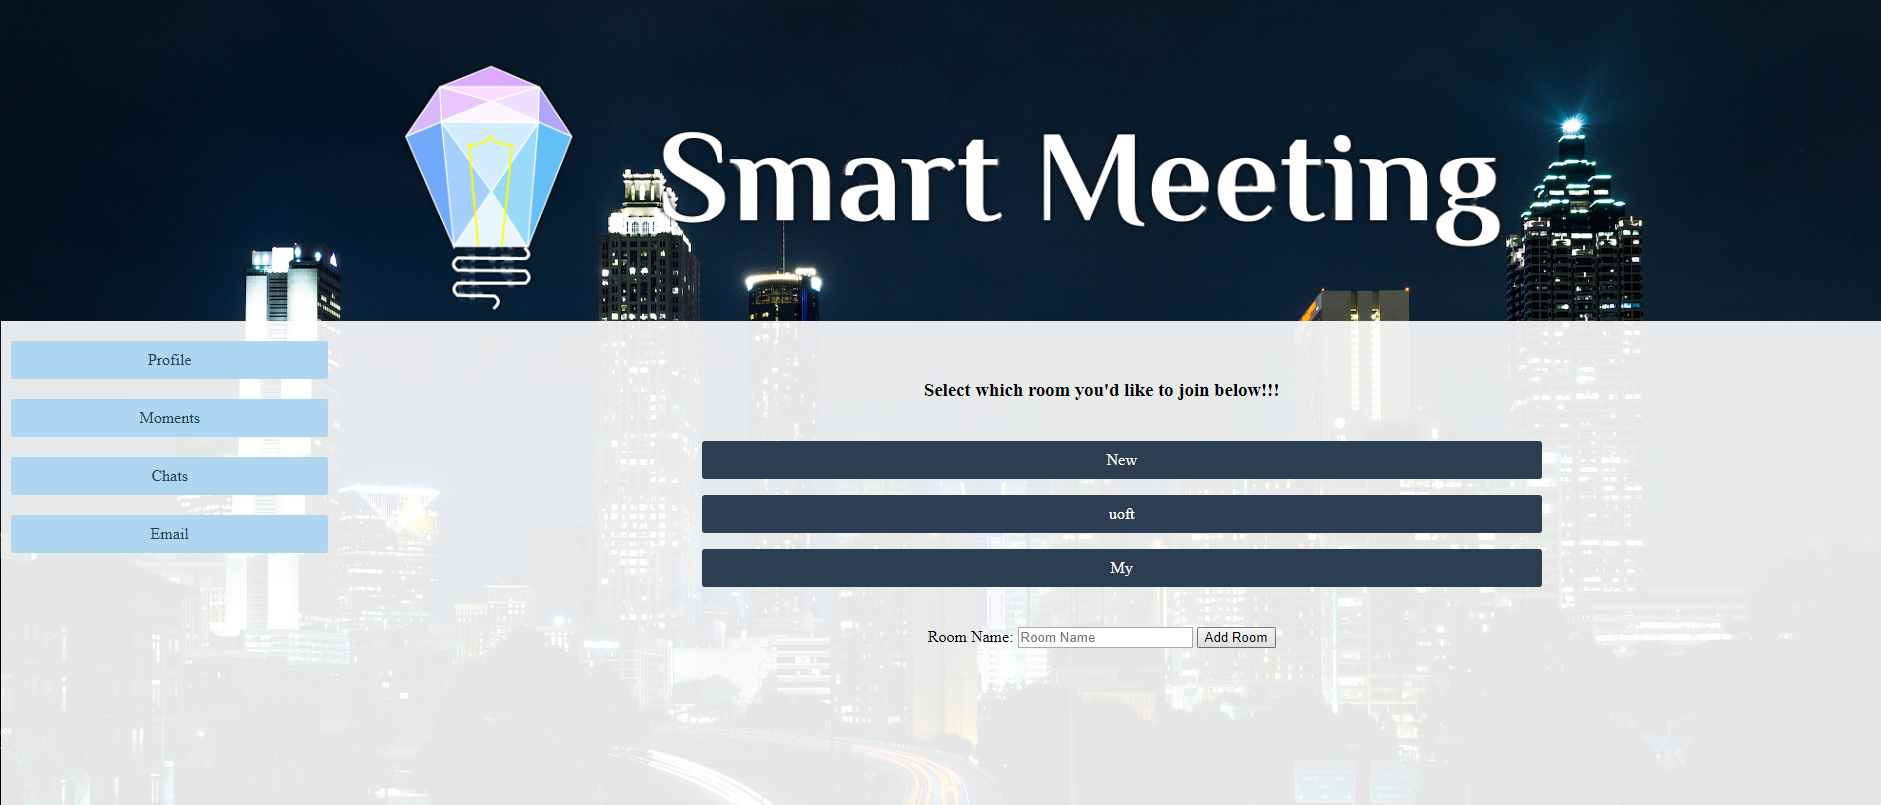 Smart Meeting
Profile
Moments
Chats
Email
Select which room you'd like to join below!!!
New
uoft
My
Room Name: Room Name Add Room